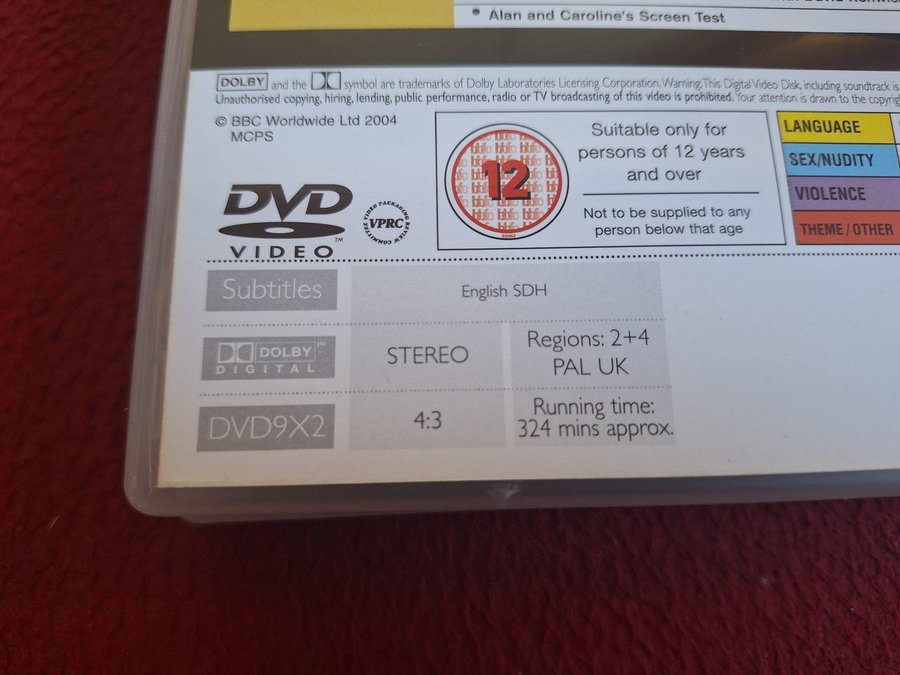 • Alan and Caroline's Screen Test
DOLBY and the symbol are trademarks of Dolby Laboratories Licensing Corporation. Warning: This Digital Video Disk, including soundtrack is
Unauthorised copying, hiring, lending, public performance, radio or TV broadcasting of this video is prohibited. Your attention is drawn to the copyrig
© BBC Worldwide Ltd 2004
MCPS
DVD
VIDEO™
VIDEO PACKAGING REVIEW COMMITTEE
VPRC
bbfc
12
Suitable only for
persons of 12 years
and over
Not to be supplied to any
person below that age
LANGUAGE
SEX/NUDITY
VIOLENCE
THEME / OTHER
Subtitles
English SDH
DOLBY™
DIGITAL
STEREO
Regions: 2+4
PAL UK
DVD9X2
4:3
Running time:
324 mins approx.